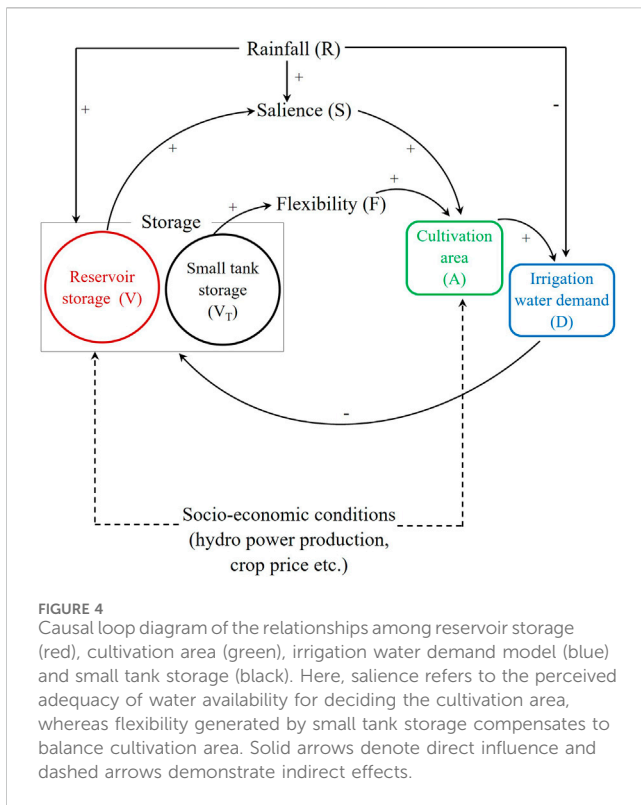 Rainfall (R)
+
+
-
Salience (S)
+
+
+
Flexibility (F)
+
Storage
Reservoir
storage (V)
Small tank
storage
(V_T)
Cultivation
area
(A)
+
Irrigation
water demand
(D)
-
Socio-economic conditions
(hydro power production,
crop price etc.)
FIGURE 4
Causal loop diagram of the relationships among reservoir storage
(red), cultivation area (green), irrigation water demand model (blue)
and small tank storage (black). Here, salience refers to the perceived
adequacy of water availability for deciding the cultivation area,
whereas flexibility generated by small tank storage compensates to
balance cultivation area. Solid arrows denote direct influence and
dashed arrows demonstrate indirect effects.